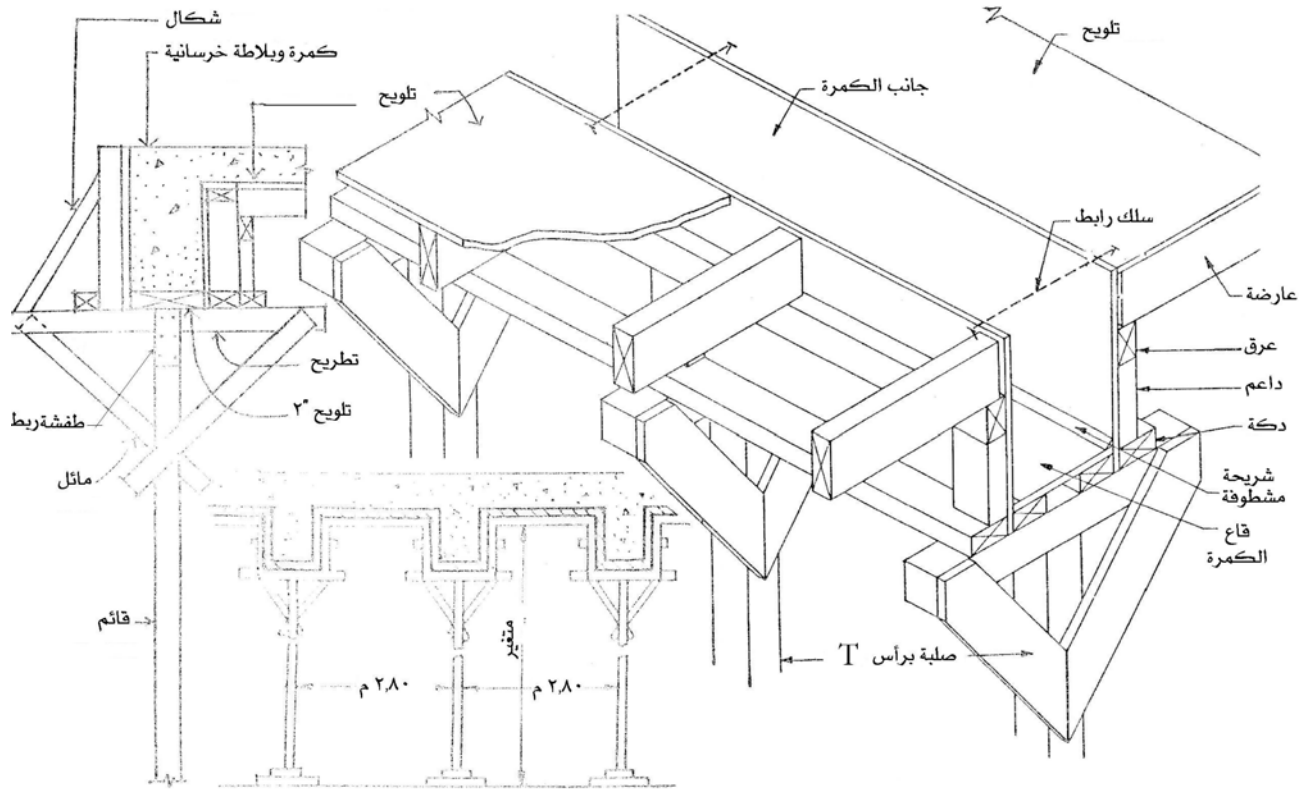 شكال
كمرة وبلاطة خرسانية
تلويح
تطريح
تلويح ٢"
طفشة ربط
مائل
قائم
تلويح
جانب الكمرة
سلك رابط
عارضة
عرق
داعم
دكة
شريحة
مشطوفة
قاع
الكمرة
صلبة برأس T
متغير
٢,٨٠ م
٢,٨٠ م